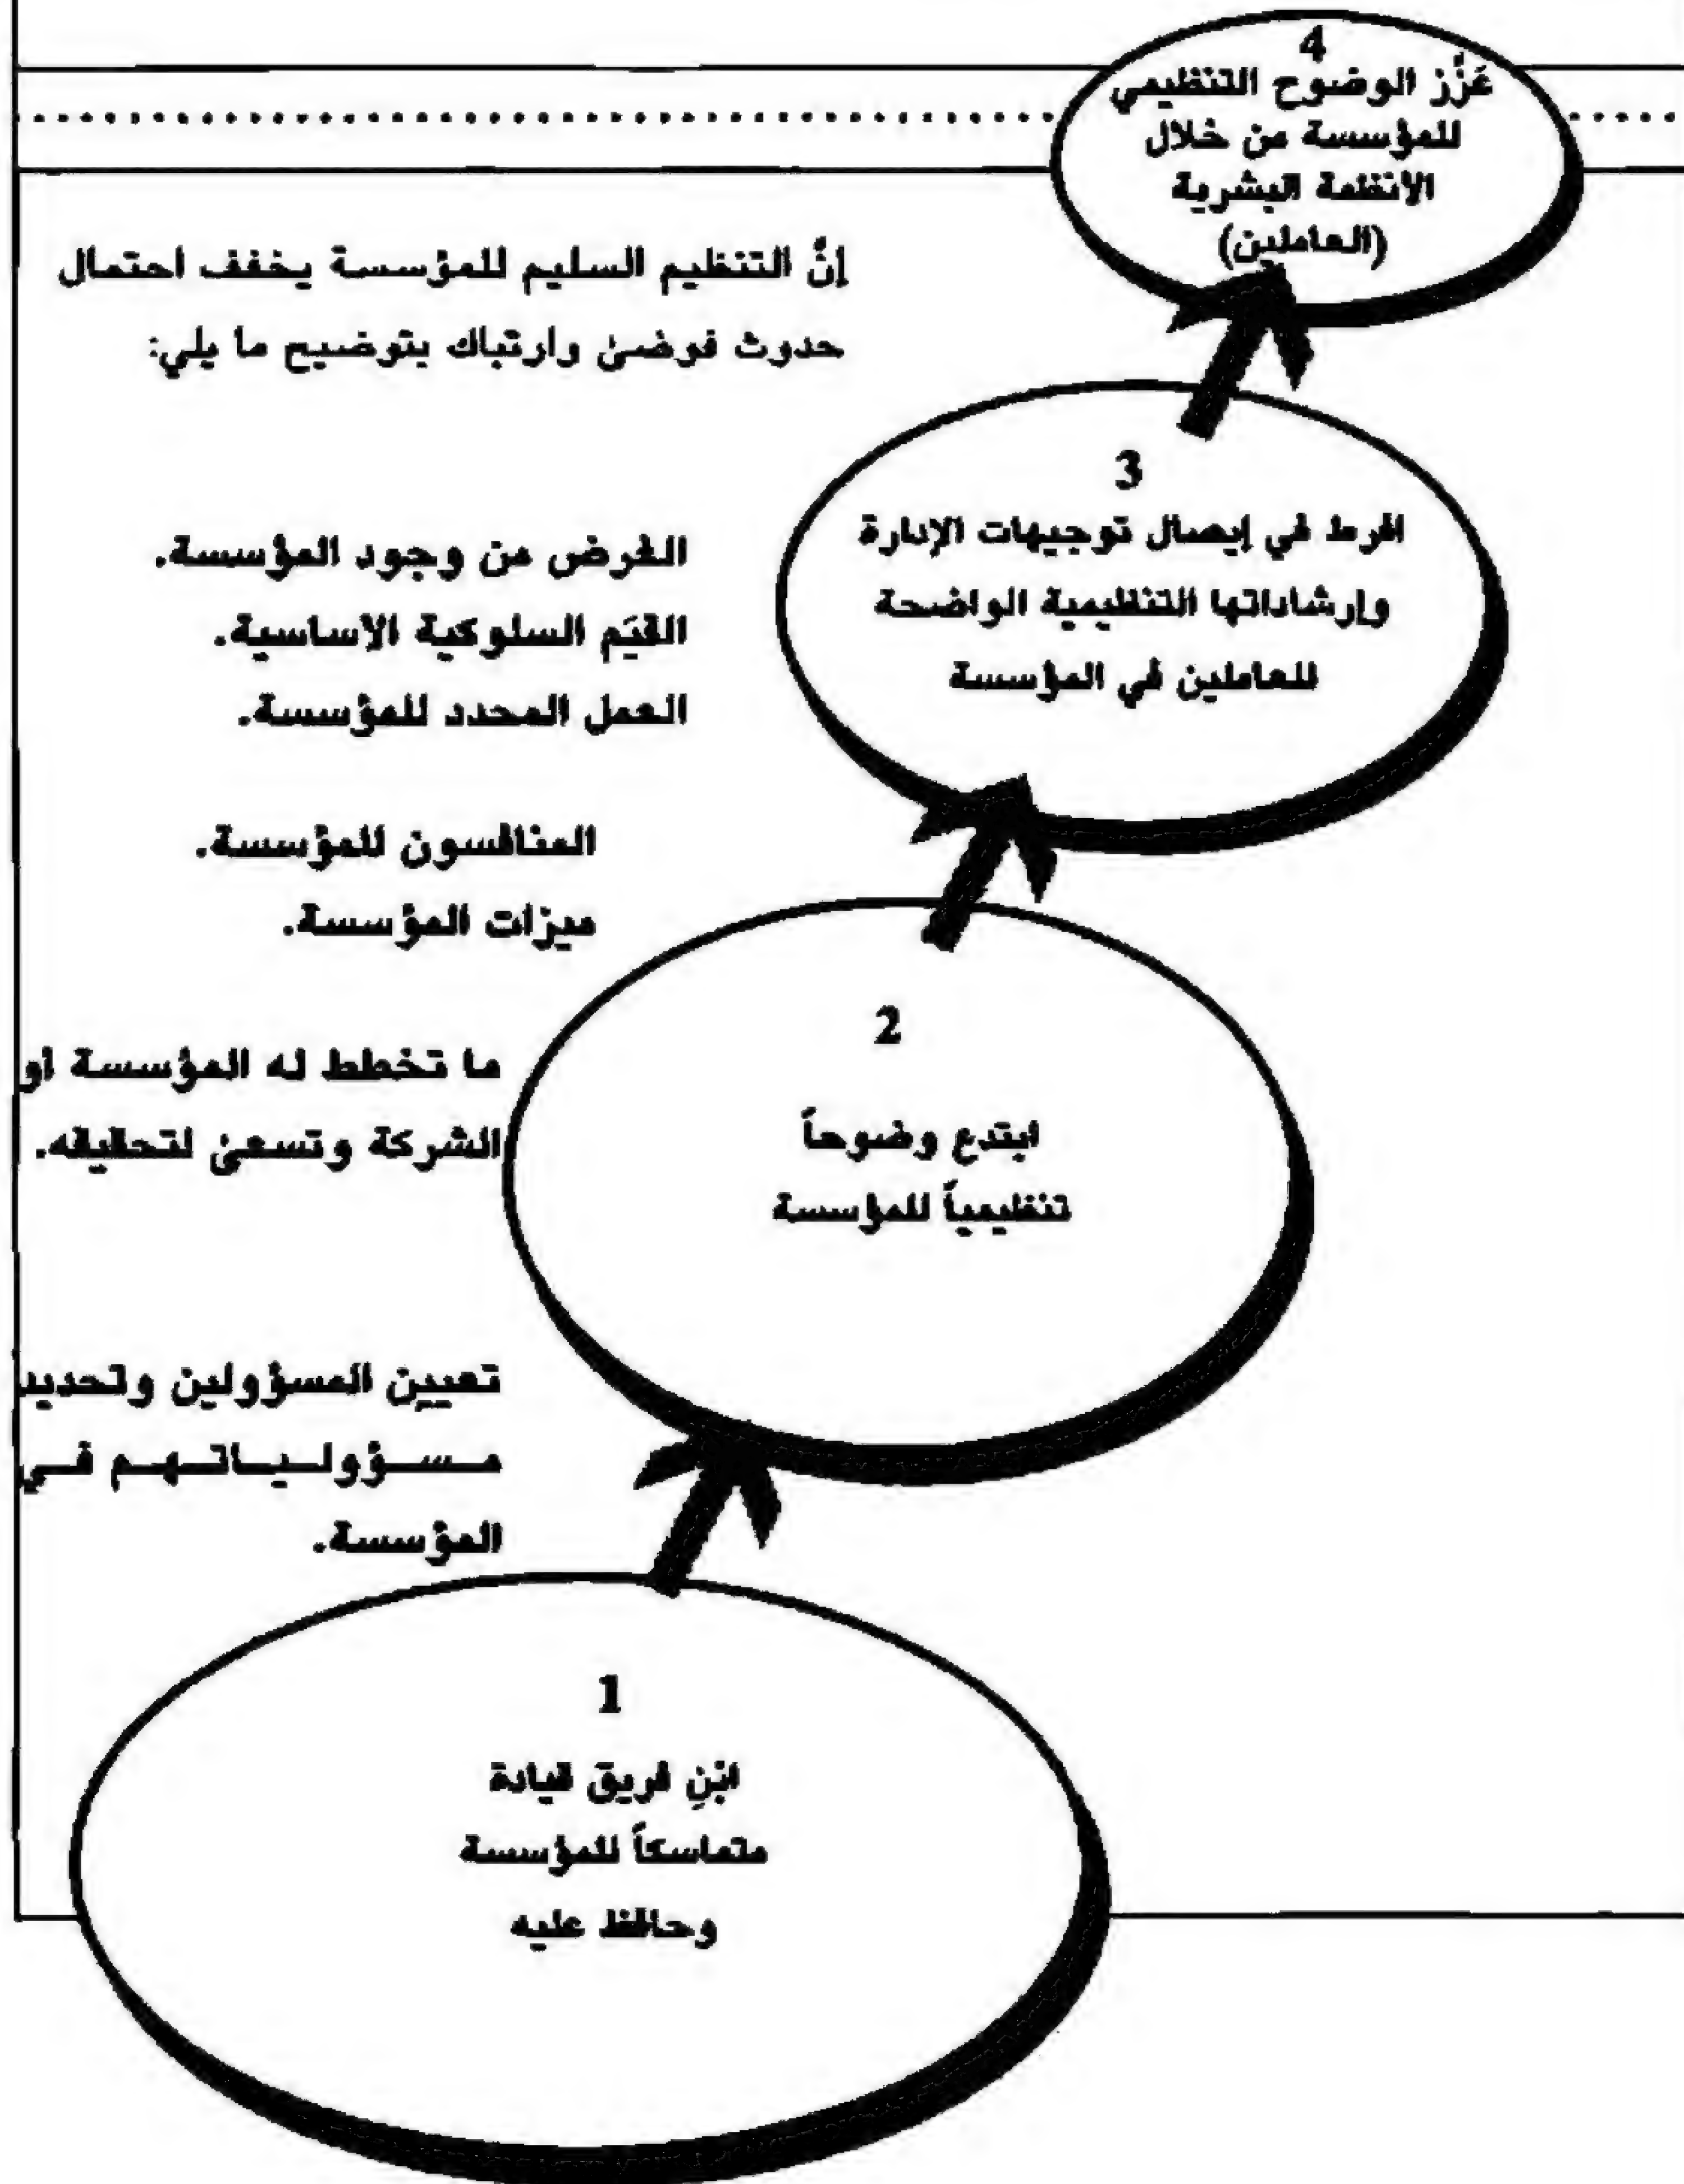 4
عَزِّز الوضوح التنظيمي
للمؤسسة من خلال
الانظمة البشرية
(العاملين)
إنَّ التنظيم السليم للمؤسسة يخفف احتمال
حدوث فوضىٰ وارتباك بتوضيح ما يلي:
3
افرط في إيصال توجيهات الإدارة
وإرشاداتها التنظيمية الواضحة
للعاملين في المؤسسة
الغرض من وجود المؤسسة.
القيَم السلوكية الاساسية.
العمل المحدد للمؤسسة.
المنافسون للمؤسسة.
ميزات المؤسسة.
2
ابتدع وضوحاً
تنظيمياً للمؤسسة
ما تخطط له المؤسسة او
الشركة وتسعىٰ لتحقيقه.
تعيين المسؤولين وتحديد
مسؤولياتهم في
المؤسسة.
1
ابْنِ فريق قيادة
متماسكاً للمؤسسة
وحافظ عليه